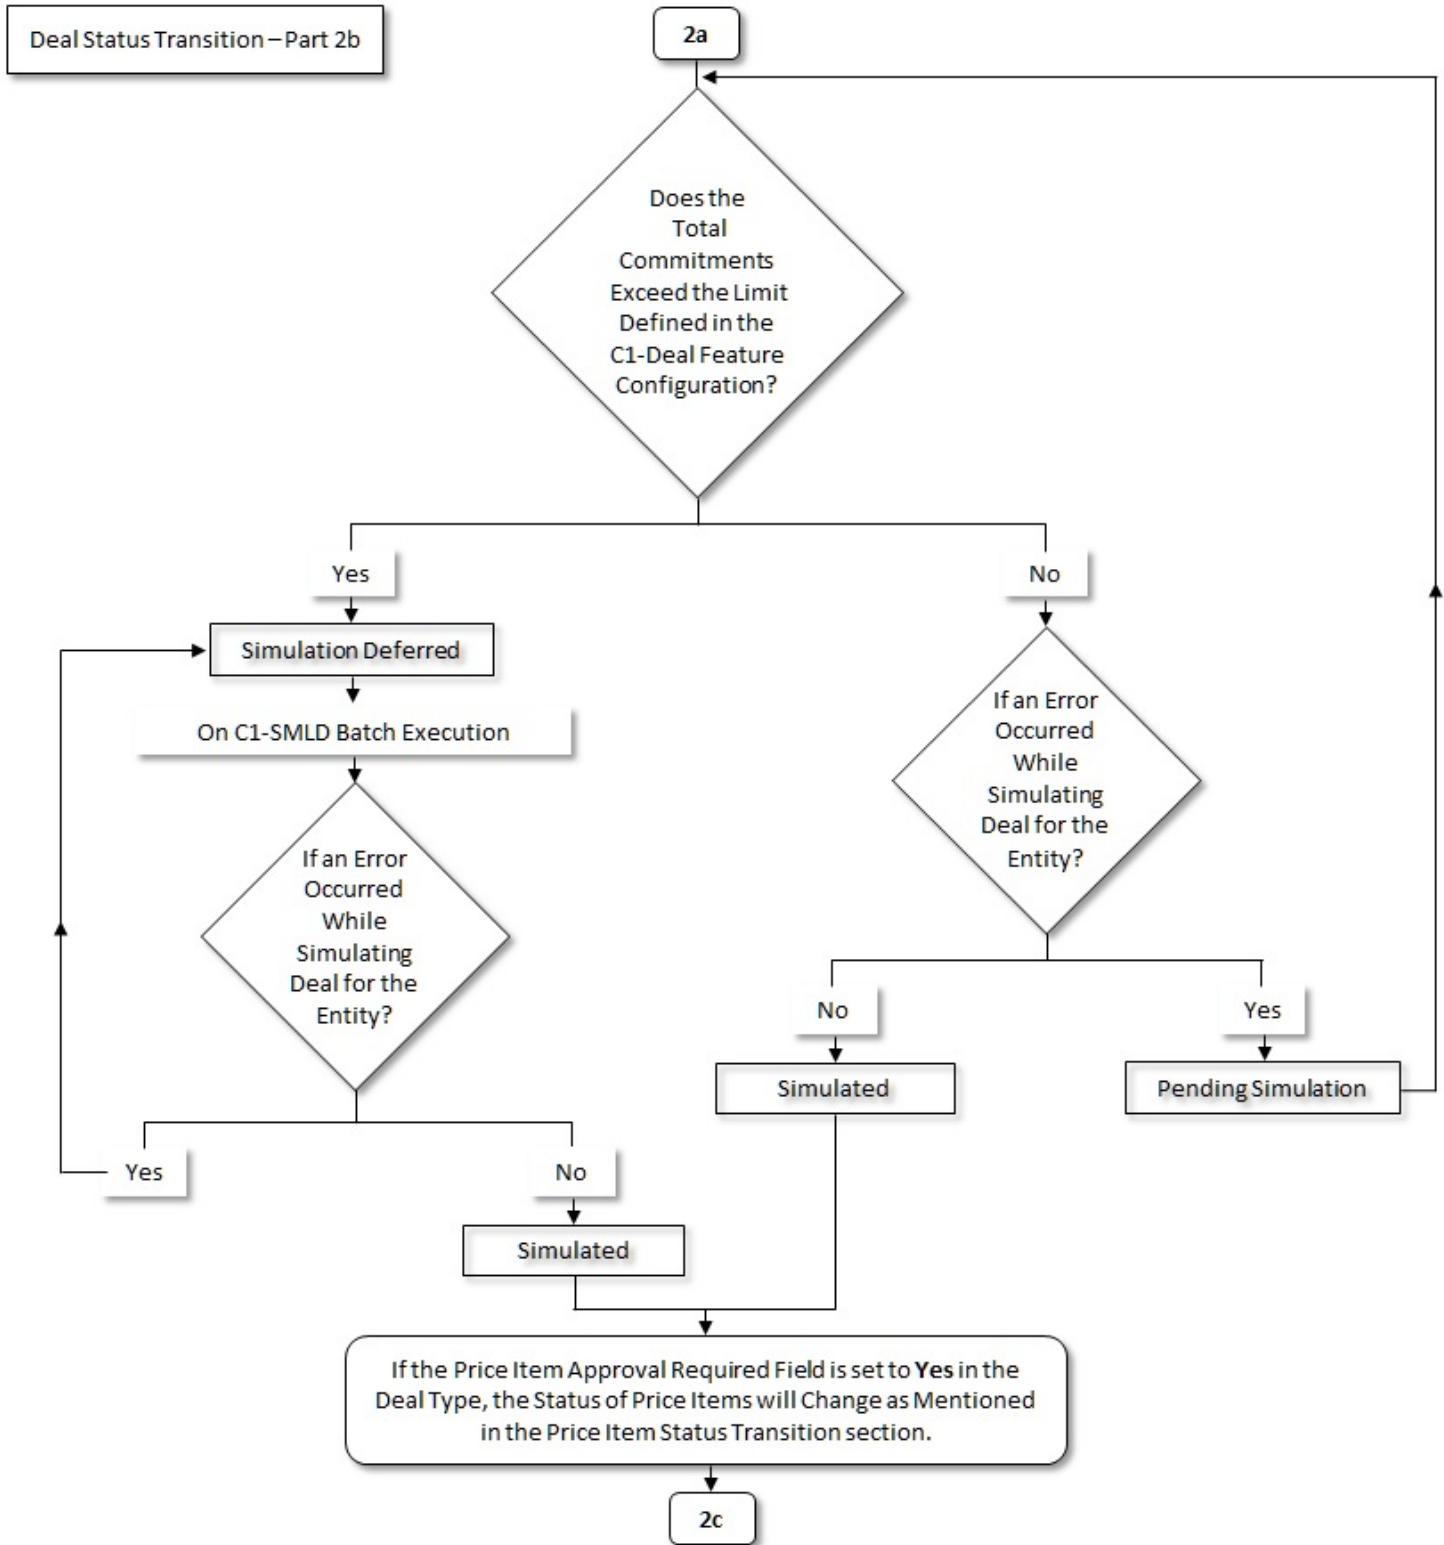 Deal Status Transition – Part 2b
2a
Does the
Total
Commitments
Exceed the Limit
Defined in the
C1-Deal Feature
Configuration?
Yes
No
Simulation Deferred
On C1-SMLD Batch Execution
If an Error
Occurred
While
Simulating
Deal for the
Entity?
If an Error
Occurred
While
Simulating
Deal for the
Entity?
No
Yes
Simulated
Pending Simulation
Yes
No
Simulated
If the Price Item Approval Required Field is set to Yes in the
Deal Type, the Status of Price Items will Change as Mentioned
in the Price Item Status Transition section.
2c